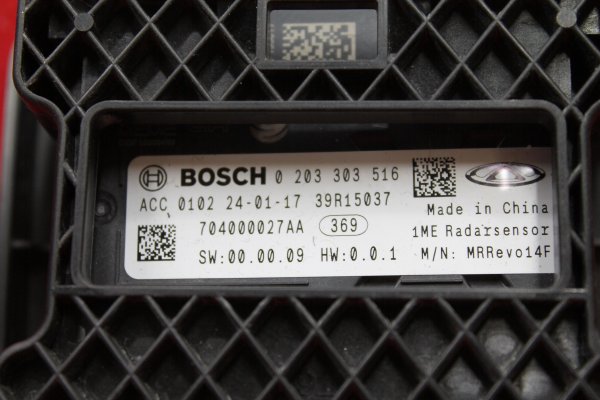 BOSCH 0 203 303 516
ACC 0102 24-01-17 39R15037
704000027AA 369
SW:00.00.09 HW:0.0.1
Made in China
1ME Radarsensor
M/N: MRRevo14F